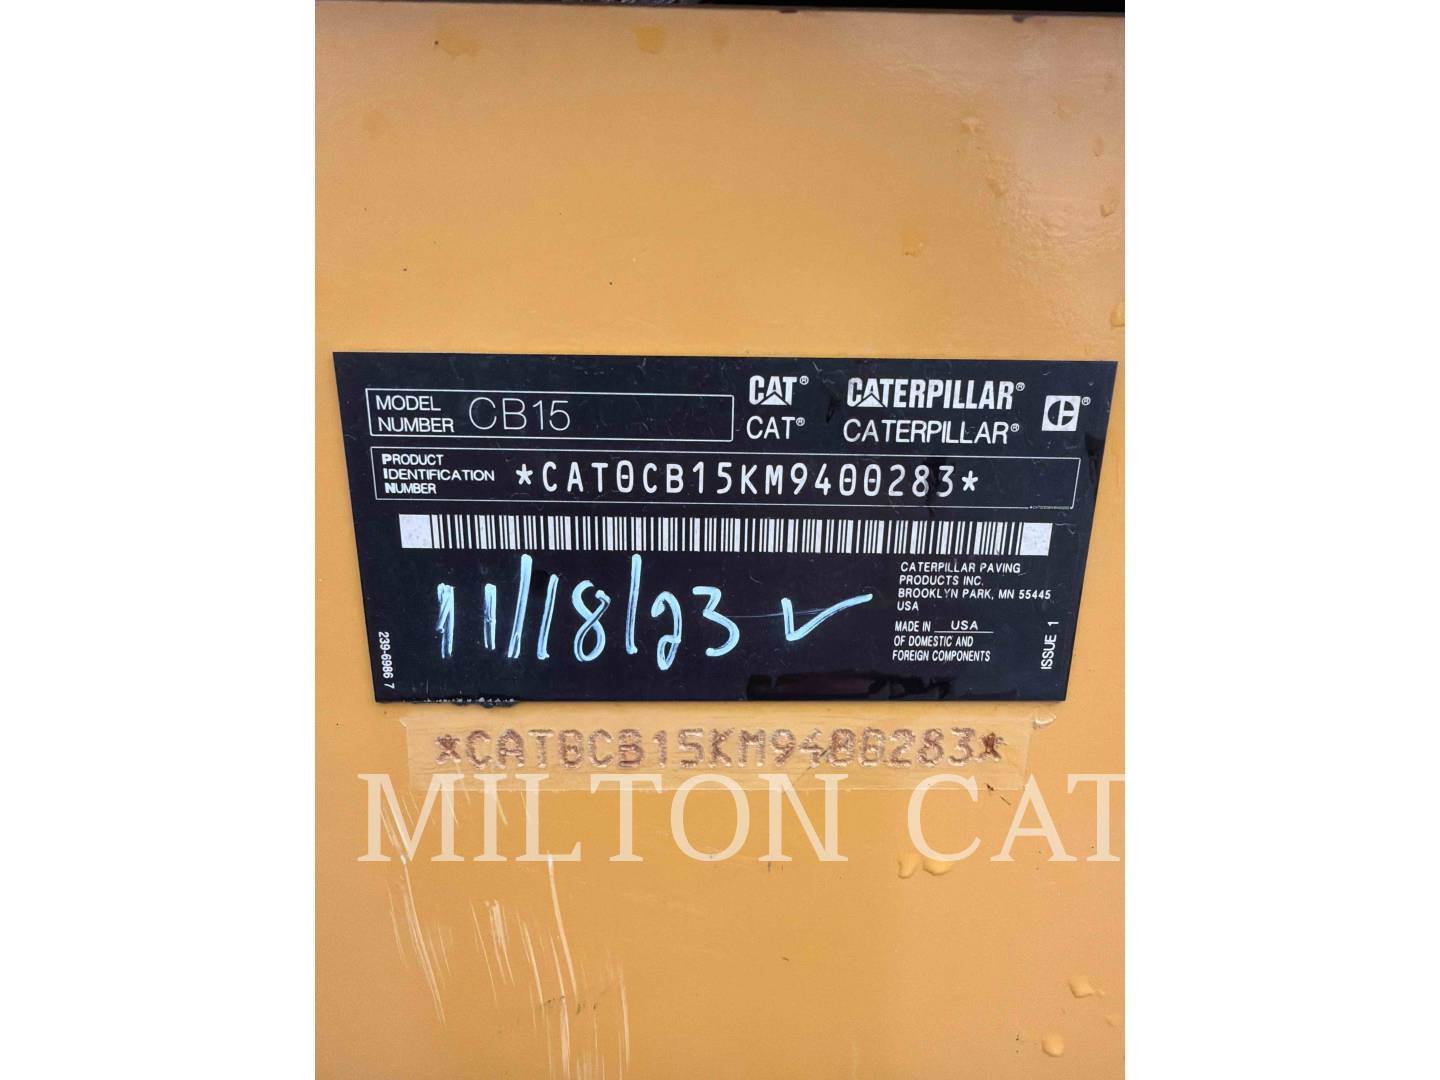 MODEL NUMBER CB15
CAT® CATERPILLAR®
CAT® CATERPILLAR®
PRODUCT IDENTIFICATION NUMBER *CAT0CB15KM9400283*
CATERPILLAR PAVING
PRODUCTS INC.
BROOKLYN PARK, MN 55445
USA
MADE IN USA
OF DOMESTIC AND
FOREIGN COMPONENTS
ISSUE 1
239-6986 7
11/18/23 ✓
*CAT0CB15KM9400283*
MILTON CAT